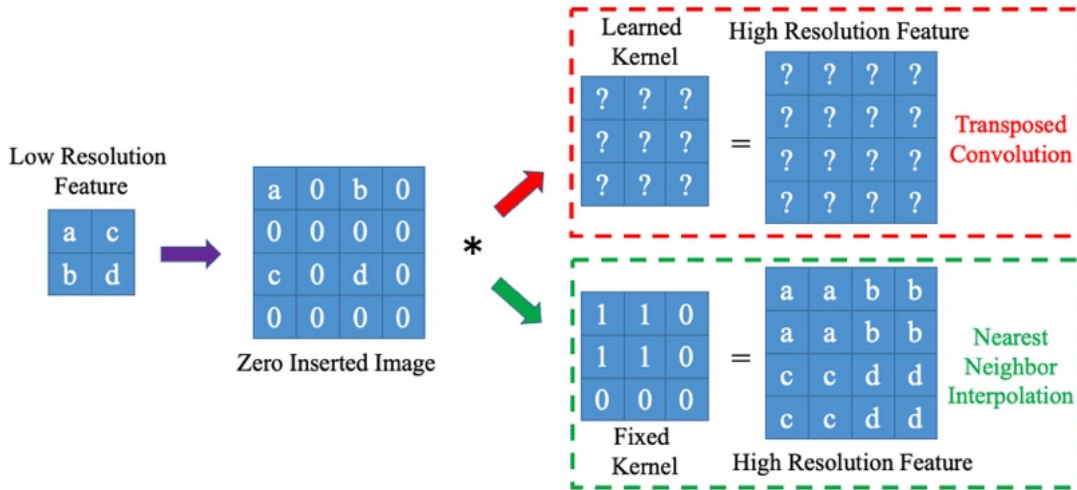 Low Resolution
Feature
a c
b d
a 0 b 0
0 0 0 0
c 0 d 0
0 0 0 0
Zero Inserted Image
*
Learned
Kernel
? ? ?
? ? ?
? ? ?
=
High Resolution Feature
? ? ? ?
? ? ? ?
? ? ? ?
? ? ? ?
Transposed
Convolution
1 1 0
1 1 0
0 0 0
Fixed
Kernel
=
a a b b
a a b b
c c d d
c c d d
High Resolution Feature
Nearest
Neighbor
Interpolation